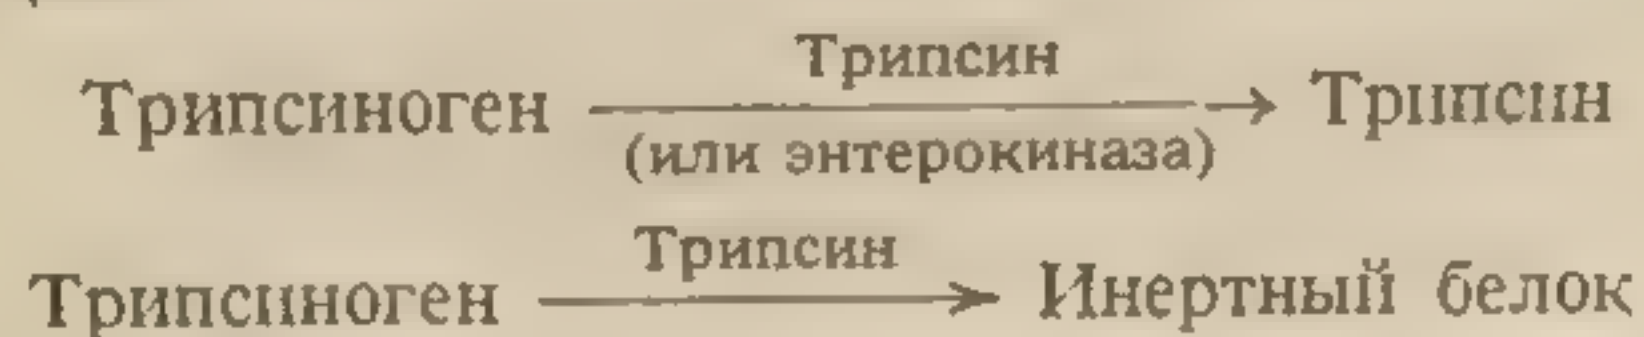 Трипсин
Трипсиноген → Трипсин
(или энтерокиназа)
Трипсин
Трипсиноген → Инертный белок